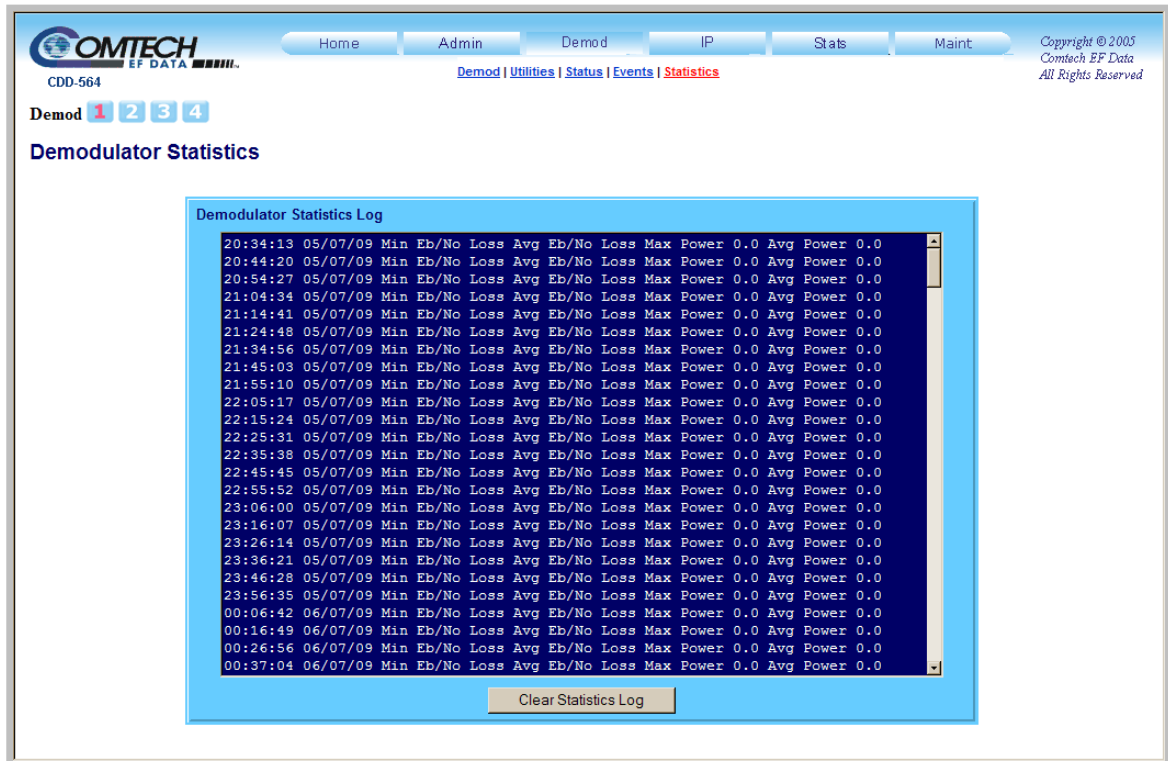 COMTECH
EF DATA
CDD-564
Home Admin Demod IP Stats Maint
Demod | Utilities | Status | Events | Statistics
Copyright © 2005
Comtech EF Data
All Rights Reserved
Demod 1 2 3 4
Demodulator Statistics
Demodulator Statistics Log
20:34:13 05/07/09 Min Eb/No Loss Avg Eb/No Loss Max Power 0.0 Avg Power 0.0
20:44:20 05/07/09 Min Eb/No Loss Avg Eb/No Loss Max Power 0.0 Avg Power 0.0
20:54:27 05/07/09 Min Eb/No Loss Avg Eb/No Loss Max Power 0.0 Avg Power 0.0
21:04:34 05/07/09 Min Eb/No Loss Avg Eb/No Loss Max Power 0.0 Avg Power 0.0
21:14:41 05/07/09 Min Eb/No Loss Avg Eb/No Loss Max Power 0.0 Avg Power 0.0
21:24:48 05/07/09 Min Eb/No Loss Avg Eb/No Loss Max Power 0.0 Avg Power 0.0
21:34:56 05/07/09 Min Eb/No Loss Avg Eb/No Loss Max Power 0.0 Avg Power 0.0
21:45:03 05/07/09 Min Eb/No Loss Avg Eb/No Loss Max Power 0.0 Avg Power 0.0
21:55:10 05/07/09 Min Eb/No Loss Avg Eb/No Loss Max Power 0.0 Avg Power 0.0
22:05:17 05/07/09 Min Eb/No Loss Avg Eb/No Loss Max Power 0.0 Avg Power 0.0
22:15:24 05/07/09 Min Eb/No Loss Avg Eb/No Loss Max Power 0.0 Avg Power 0.0
22:25:31 05/07/09 Min Eb/No Loss Avg Eb/No Loss Max Power 0.0 Avg Power 0.0
22:35:38 05/07/09 Min Eb/No Loss Avg Eb/No Loss Max Power 0.0 Avg Power 0.0
22:45:45 05/07/09 Min Eb/No Loss Avg Eb/No Loss Max Power 0.0 Avg Power 0.0
22:55:52 05/07/09 Min Eb/No Loss Avg Eb/No Loss Max Power 0.0 Avg Power 0.0
23:06:00 05/07/09 Min Eb/No Loss Avg Eb/No Loss Max Power 0.0 Avg Power 0.0
23:16:07 05/07/09 Min Eb/No Loss Avg Eb/No Loss Max Power 0.0 Avg Power 0.0
23:26:14 05/07/09 Min Eb/No Loss Avg Eb/No Loss Max Power 0.0 Avg Power 0.0
23:36:21 05/07/09 Min Eb/No Loss Avg Eb/No Loss Max Power 0.0 Avg Power 0.0
23:46:28 05/07/09 Min Eb/No Loss Avg Eb/No Loss Max Power 0.0 Avg Power 0.0
23:56:35 05/07/09 Min Eb/No Loss Avg Eb/No Loss Max Power 0.0 Avg Power 0.0
00:06:42 06/07/09 Min Eb/No Loss Avg Eb/No Loss Max Power 0.0 Avg Power 0.0
00:16:49 06/07/09 Min Eb/No Loss Avg Eb/No Loss Max Power 0.0 Avg Power 0.0
00:26:56 06/07/09 Min Eb/No Loss Avg Eb/No Loss Max Power 0.0 Avg Power 0.0
00:37:04 06/07/09 Min Eb/No Loss Avg Eb/No Loss Max Power 0.0 Avg Power 0.0
Clear Statistics Log